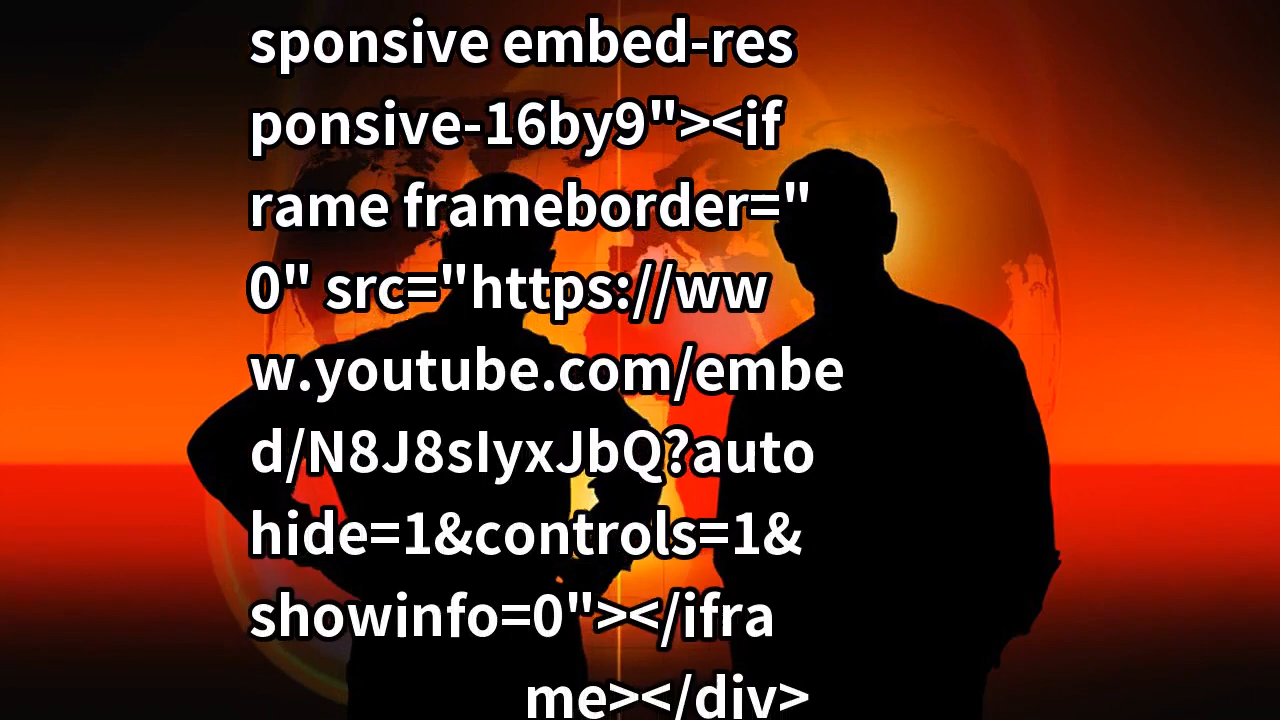 sponsive embed-res
ponsive-16by9"><if
rame frameborder="
0" src="https://ww
w.youtube.com/embe
d/N8J8sIyxJbQ?auto
hide=1&controls=1&
showinfo=0"></ifra
me></div>